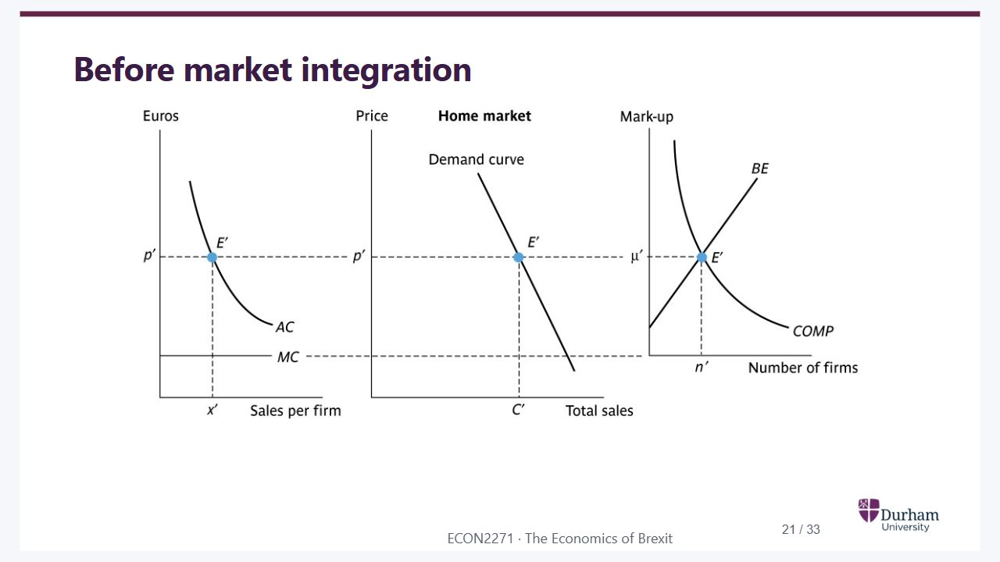 Before market integration
Euros
Price
Home market
Mark-up
Demand curve
BE
E′
E′
p′
p′
μ′
E′
AC
COMP
MC
n′
Number of firms
x′
Sales per firm
C′
Total sales
Durham
University
21 / 33
ECON2271 · The Economics of Brexit